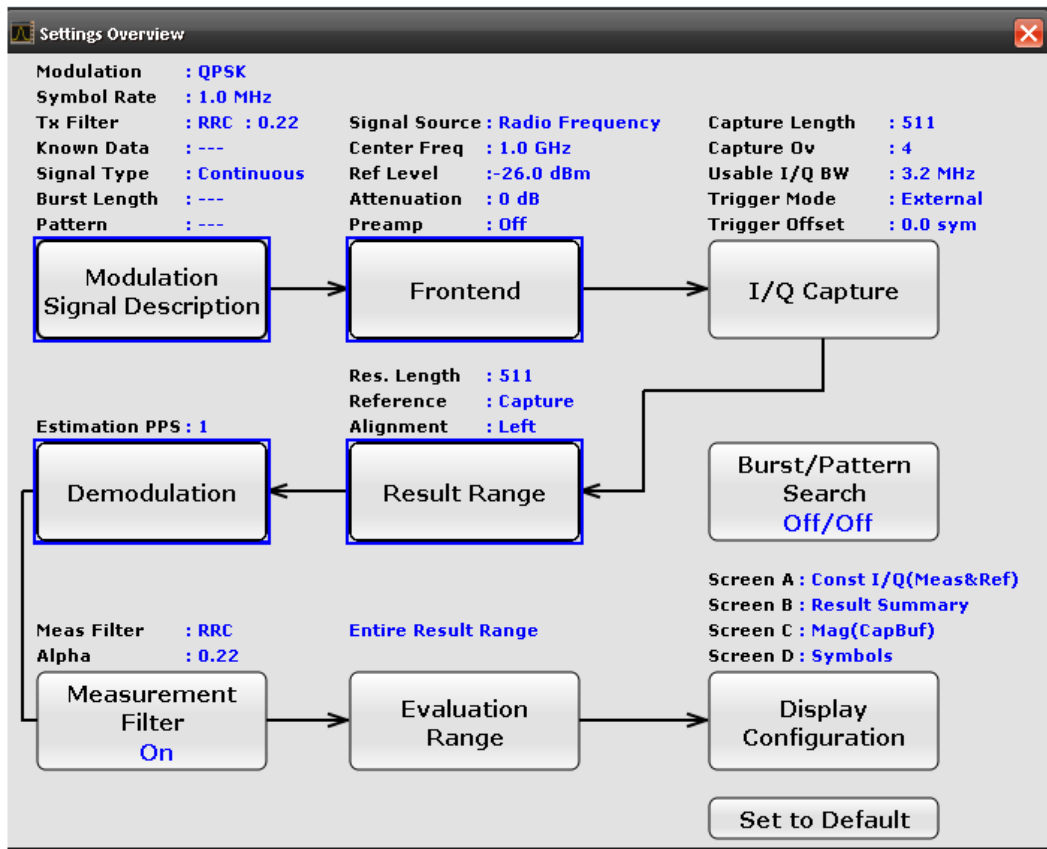 Settings Overview
Modulation : QPSK
Symbol Rate : 1.0 MHz
Tx Filter : RRC : 0.22
Known Data : ---
Signal Type : Continuous
Burst Length : ---
Pattern : ---
Modulation
Signal Description
Signal Source : Radio Frequency
Center Freq : 1.0 GHz
Ref Level :-26.0 dBm
Attenuation : 0 dB
Preamp : Off
Frontend
Capture Length : 511
Capture Ov : 4
Usable I/Q BW : 3.2 MHz
Trigger Mode : External
Trigger Offset : 0.0 sym
I/Q Capture
Estimation PPS : 1
Demodulation
Res. Length : 511
Reference : Capture
Alignment : Left
Result Range
Burst/Pattern
Search
Off/Off
Meas Filter : RRC
Alpha : 0.22
Measurement
Filter
On
Entire Result Range
Evaluation
Range
Screen A : Const I/Q(Meas&Ref)
Screen B : Result Summary
Screen C : Mag(CapBuf)
Screen D : Symbols
Display
Configuration
Set to Default